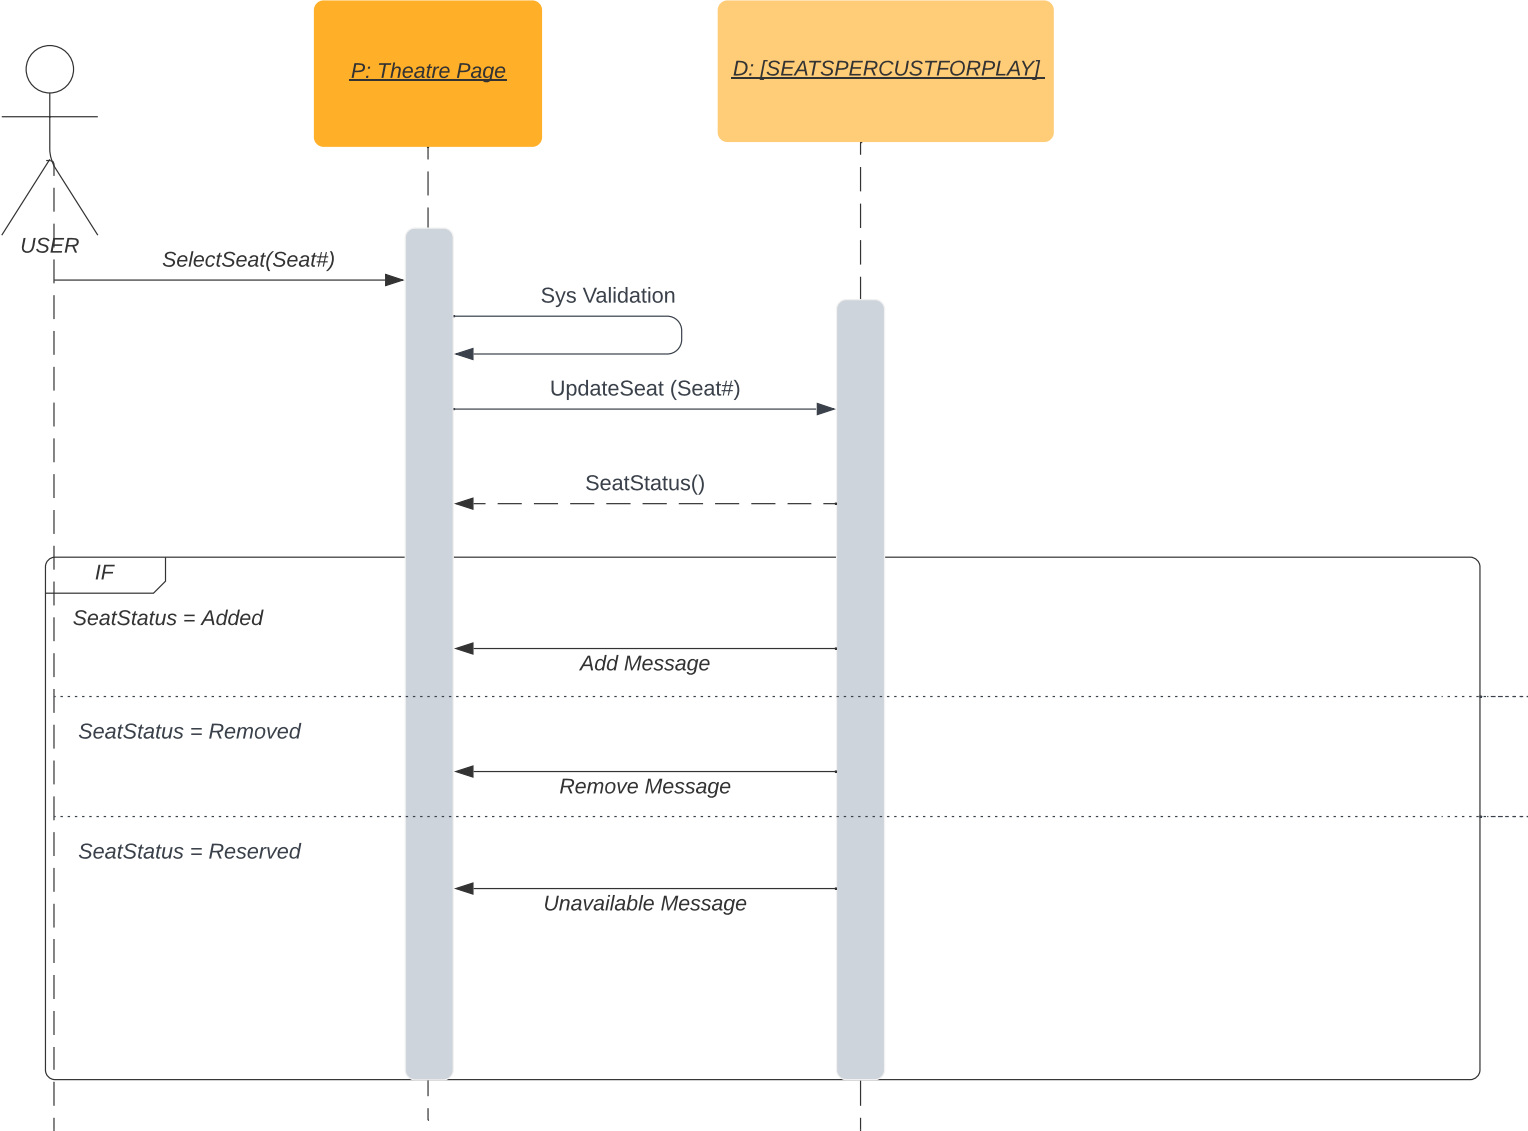 P: Theatre Page
D: [SEATSPERCUSTFORPLAY]
USER
SelectSeat(Seat#)
Sys Validation
UpdateSeat (Seat#)
SeatStatus()
IF
SeatStatus = Added
Add Message
SeatStatus = Removed
Remove Message
SeatStatus = Reserved
Unavailable Message